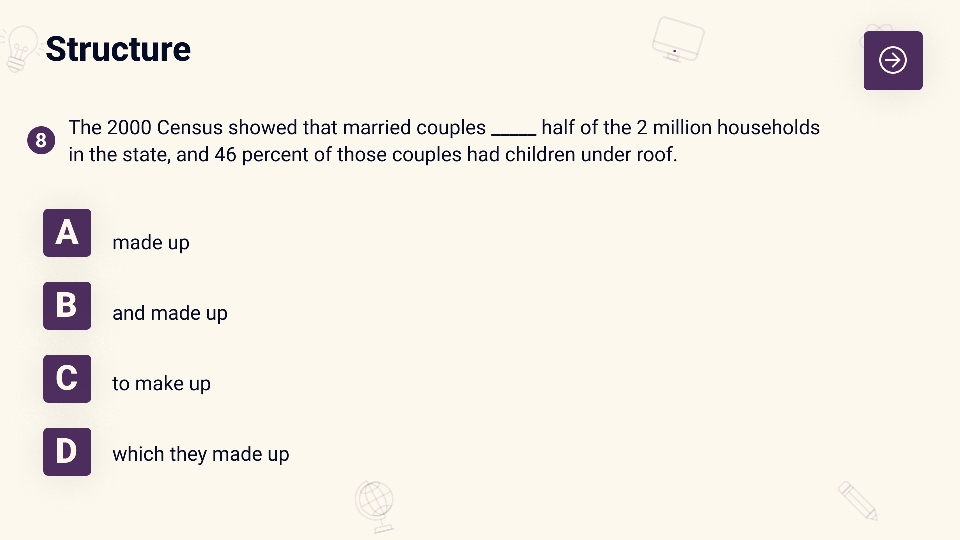 Structure
8
The 2000 Census showed that married couples _____ half of the 2 million households
in the state, and 46 percent of those couples had children under roof.
A
made up
B
and made up
C
to make up
D
which they made up